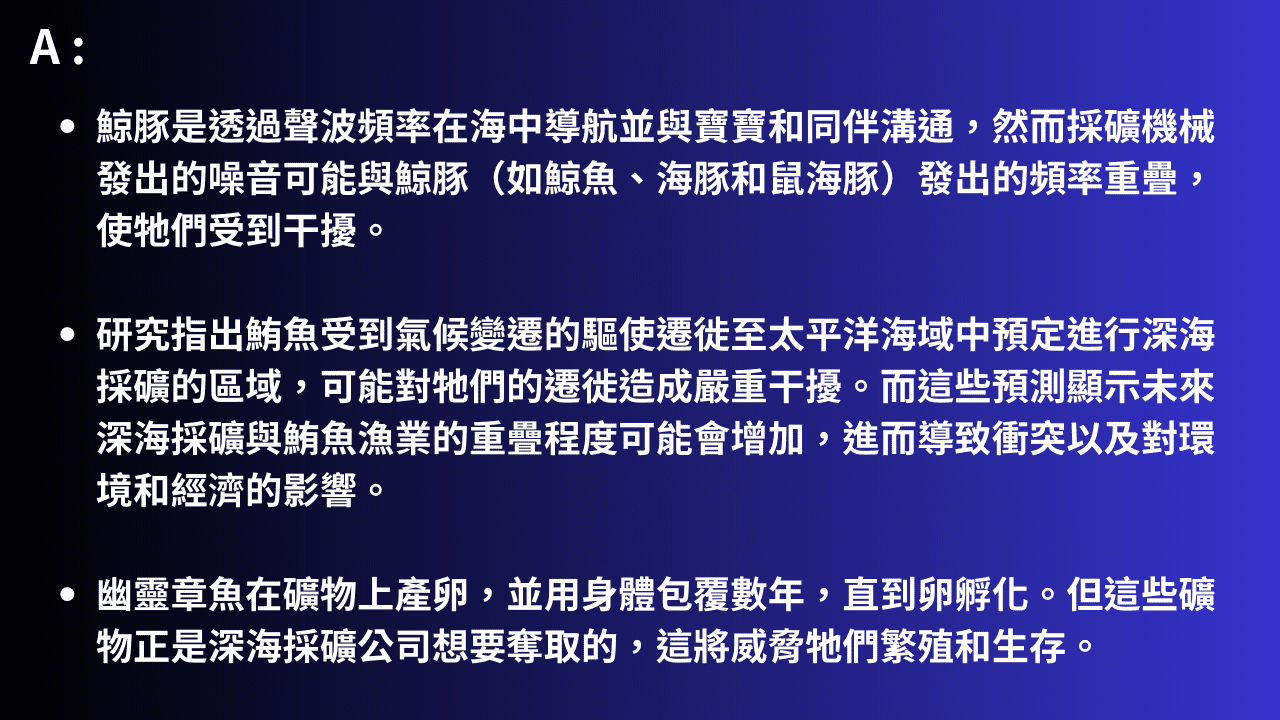 A：
• 鯨豚是透過聲波頻率在海中導航並與寶寶和同伴溝通，然而採礦機械
發出的噪音可能與鯨豚（如鯨魚、海豚和鼠海豚）發出的頻率重疊，
使牠們受到干擾。
• 研究指出鮪魚受到氣候變遷的驅使遷徙至太平洋海域中預定進行深海
採礦的區域，可能對牠們的遷徙造成嚴重干擾。而這些預測顯示未來
深海採礦與鮪魚漁業的重疊程度可能會增加，進而導致衝突以及對環
境和經濟的影響。
• 幽靈章魚在礦物上產卵，並用身體包覆數年，直到卵孵化。但這些礦
物正是深海採礦公司想要奪取的，這將威脅牠們繁殖和生存。